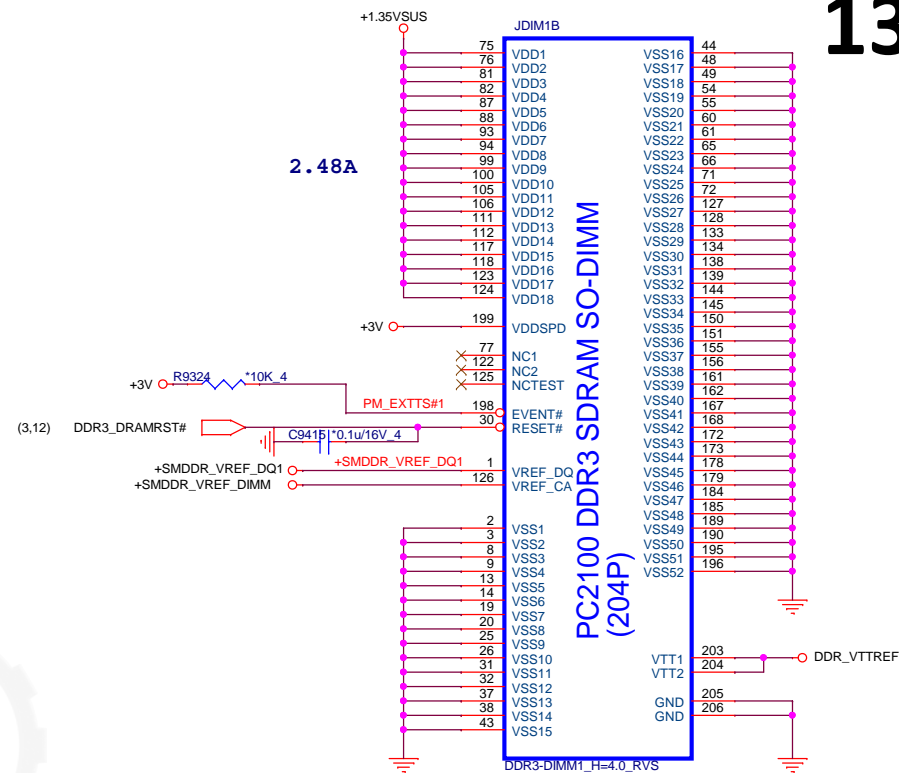 13
+1.35VSUS
JDIM1B
75 VDD1 VSS16 44
76 VDD2 VSS17 48
81 VDD3 VSS18 49
82 VDD4 VSS19 54
87 VDD5 VSS20 55
88 VDD6 VSS21 60
93 VDD7 VSS22 61
94 VDD8 VSS23 65
99 VDD9 VSS24 66
100 VDD10 VSS25 71
105 VDD11 VSS26 72
106 VDD12 VSS27 127
111 VDD13 VSS28 128
112 VDD14 VSS29 133
117 VDD15 VSS30 134
118 VDD16 VSS31 138
123 VDD17 VSS32 139
124 VDD18 VSS33 144
VSS34 145
2.48A
+3V 199 VDDSPD VSS35 150
VSS36 151
77 NC1 VSS37 155
122 NC2 VSS38 156
125 NCTEST VSS39 161
VSS40 162
+3V R9324 *10K_4 PM_EXTTS#1 198 EVENT# VSS41 167
(3,12) DDR3_DRAMRST# 30 RESET# VSS42 168
C9415 *0.1u/16V_4
VSS43 172
VSS44 173
+SMDDR_VREF_DQ1 +SMDDR_VREF_DQ1 1 VREF_DQ VSS45 178
+SMDDR_VREF_DIMM 126 VREF_CA VSS46 179
VSS47 184
VSS48 185
2 VSS1 VSS49 189
3 VSS2 VSS50 190
8 VSS3 VSS51 195
9 VSS4 VSS52 196
13 VSS5
14 VSS6
19 VSS7
20 VSS8
25 VSS9
26 VSS10 VTT1 203 DDR_VTTREF
31 VSS11 VTT2 204
32 VSS12
37 VSS13 GND 205
38 VSS14 GND 206
43 VSS15
PC2100 DDR3 SDRAM SO-DIMM
(204P)
DDR3-DIMM1_H=4.0_RVS